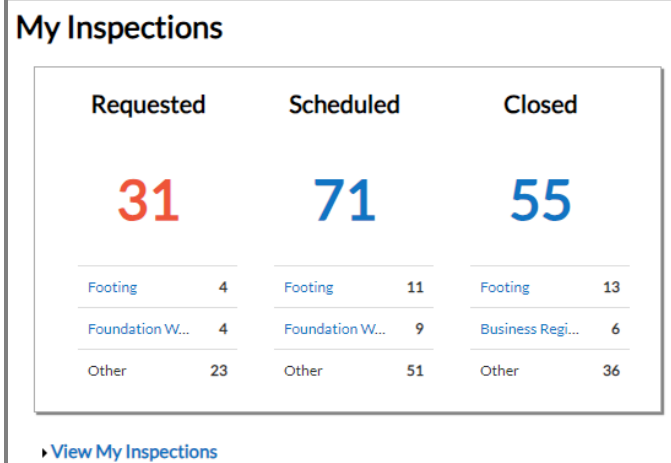 My Inspections
Requested Scheduled Closed
31 71 55
Footing 4 Footing 11 Footing 13
Foundation W... 4 Foundation W... 9 Business Regi... 6
Other 23 Other 51 Other 36
View My Inspections